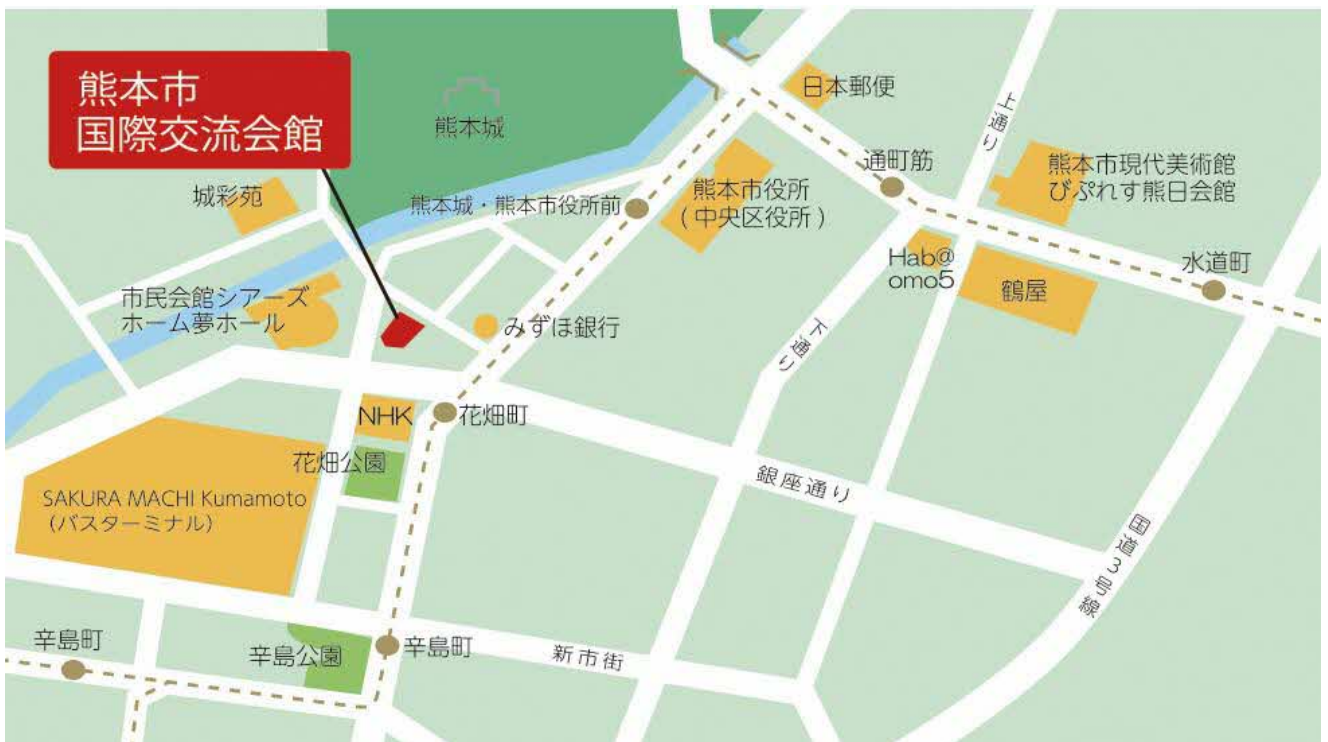 熊本市
国際交流会館
熊本城
日本郵便
上通り
通町筋
熊本市現代美術館
びぷれす熊日会館
城彩苑
熊本城・熊本市役所前
熊本市役所
(中央区役所)
Hab@
omo5
鶴屋
水道町
市民会館シアーズ
ホーム夢ホール
みずほ銀行
下通り
NHK
花畑町
花畑公園
銀座通り
SAKURA MACHI Kumamoto
(バスターミナル)
国道3号線
辛島町
辛島公園
辛島町
新市街